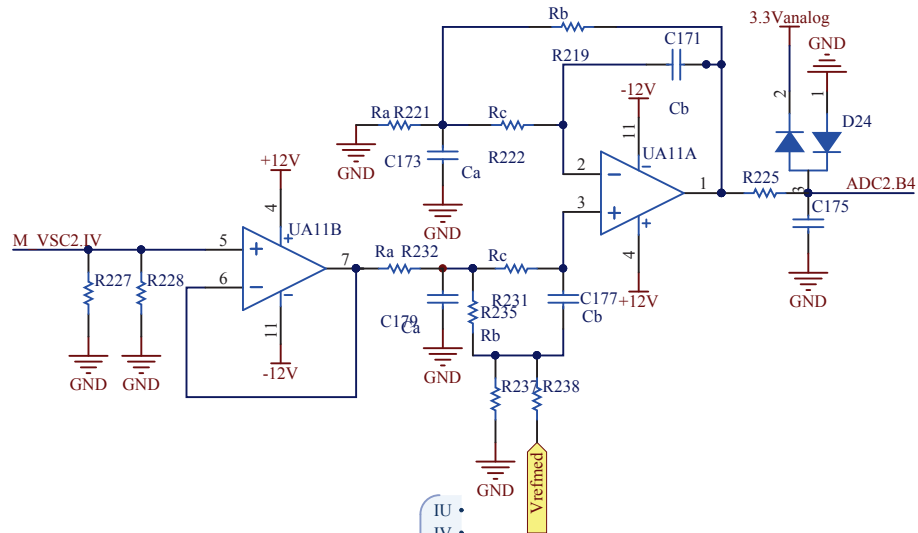 Rb
3.3Vanalog
C171
GND
R219
-12V
2
1
Ra R221
Rc
Cb
11
D24
GND
C173
Ca
R222
UA11A
+12V
2
1
R225
3
ADC2.B4
GND
3
C175
4
UA11B
M_VSC2.IV
5
Ra R232
Rc
4
6
7
+12V
GND
R227
R228
C179
Ca
R231
R235
C177
Cb
11
Rb
GND
GND
-12V
GND
R237
R238
GND
Vrefmed
IU
IV